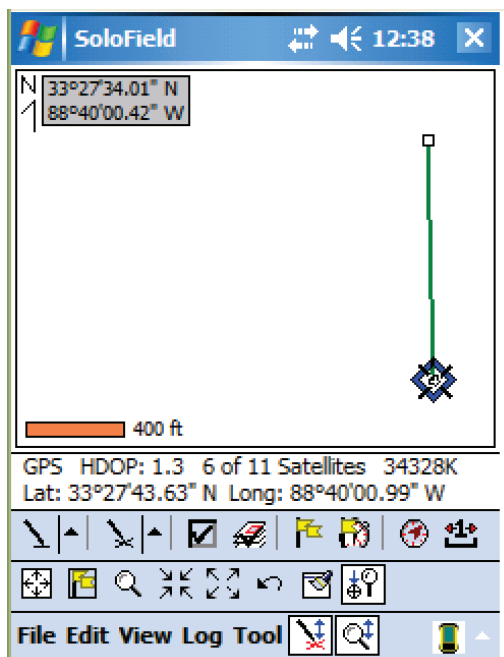 SoloField 12:38
N 33°27'34.01" N
88°40'00.42" W
400 ft
GPS HDOP: 1.3 6 of 11 Satellites 34328K
Lat: 33°27'43.63" N Long: 88°40'00.99" W
1
File Edit View Log Tool